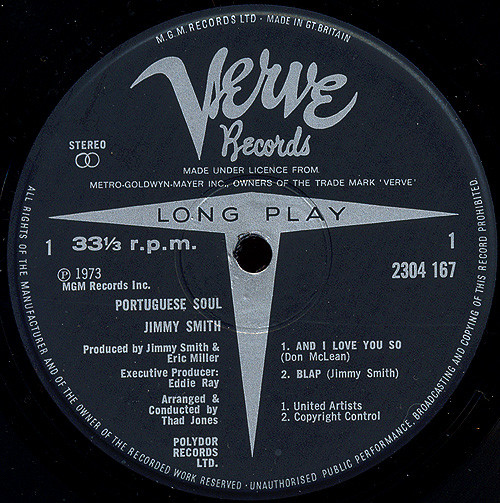 M.G.M. RECORDS LTD · MADE IN GT. BRITAIN
Verve
Records
STEREO
MADE UNDER LICENCE FROM
METRO-GOLDWYN-MAYER INC., OWNERS OF THE TRADE MARK 'VERVE'
LONG PLAY
1 33⅓ r.p.m.
1
2304 167
Ⓟ 1973
MGM Records Inc.
PORTUGUESE SOUL
JIMMY SMITH
Produced by Jimmy Smith &
Eric Miller
Executive Producer:
Eddie Ray
Arranged &
Conducted by
Thad Jones
POLYDOR
RECORDS
LTD.
1. AND I LOVE YOU SO
(Don McLean)
2. BLAP (Jimmy Smith)
1. United Artists
2. Copyright Control
ALL RIGHTS OF THE MANUFACTURER AND OF THE OWNER OF THE RECORDED WORK RESERVED · UNAUTHORISED PUBLIC PERFORMANCE, BROADCASTING AND COPYING OF THIS RECORD PROHIBITED